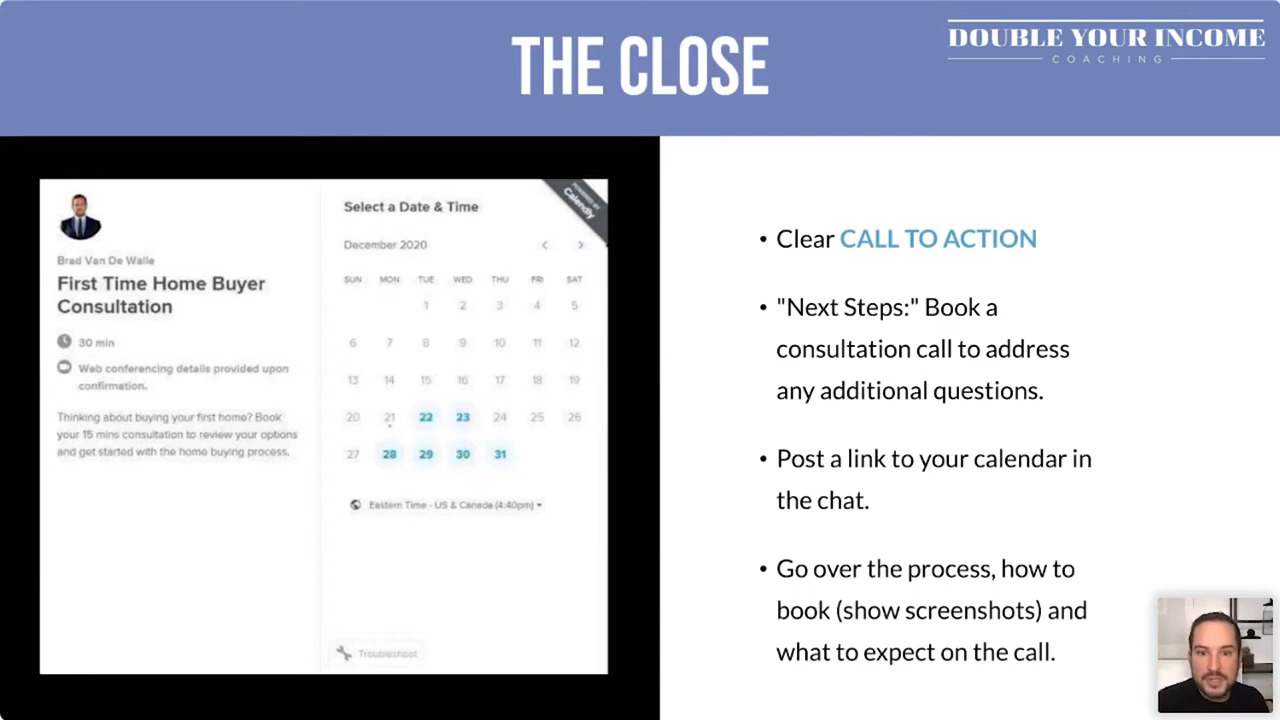 THE CLOSE
DOUBLE YOUR INCOME
COACHING
Brad Van De Walle
First Time Home Buyer
Consultation
30 min
Web conferencing details provided upon
confirmation.
Thinking about buying your first home? Book
your 15 mins consultation to review your options
and get started with the home buying process.
Select a Date & Time
POWERED BY
Calendly
December 2020
SUN MON TUE WED THU FRI SAT
1 2 3 4 5
6 7 8 9 10 11 12
13 14 15 16 17 18 19
20 21 22 23 24 25 26
27 28 29 30 31
Eastern Time - US & Canada (4:40pm)
Troubleshoot
• Clear CALL TO ACTION
• "Next Steps:" Book a
consultation call to address
any additional questions.
• Post a link to your calendar in
the chat.
• Go over the process, how to
book (show screenshots) and
what to expect on the call.